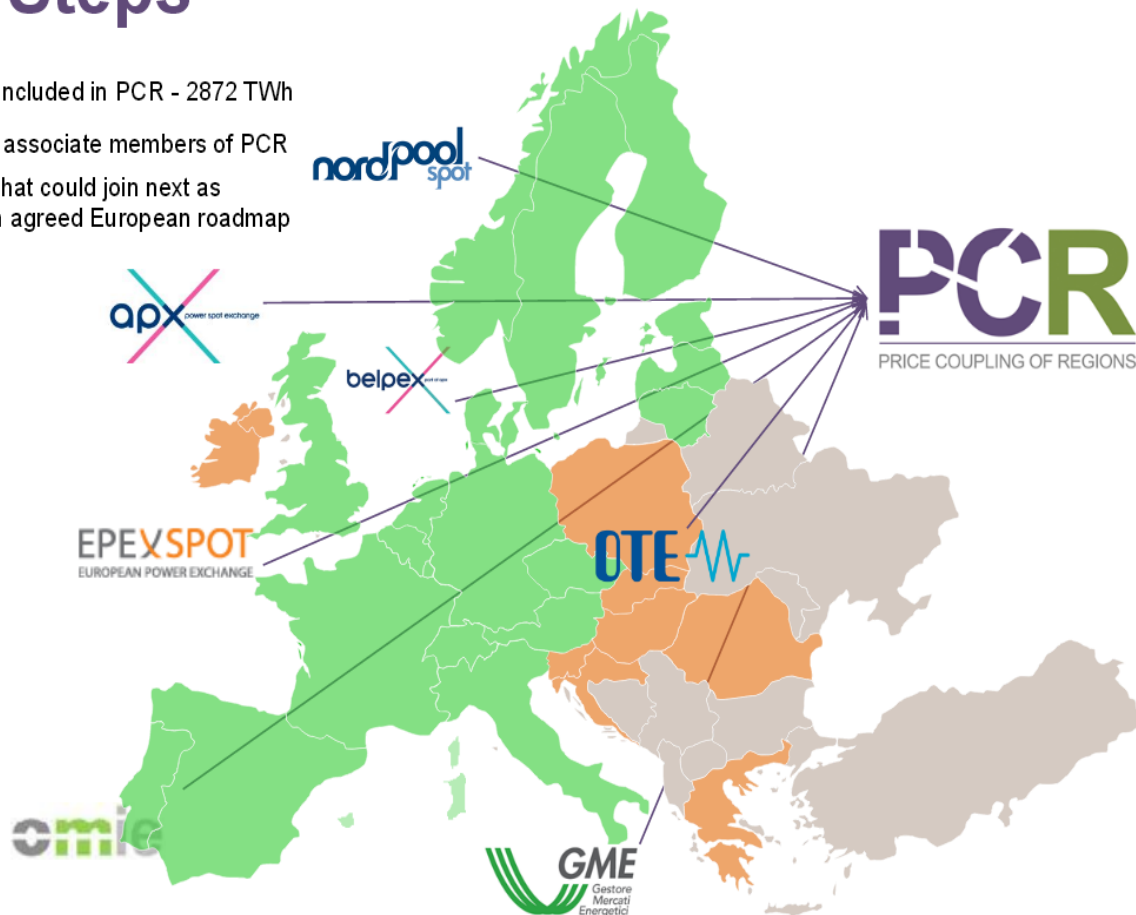 Steps
ncluded in PCR - 2872 TWh
associate members of PCR
hat could join next as
agreed European roadmap
nordpool
spot
PCR
PRICE COUPLING OF REGIONS
apx power spot exchange
belpex
EPEXSPOT
EUROPEAN POWER EXCHANGE
OTE
omie
GME
Gestore
Mercati
Energetici